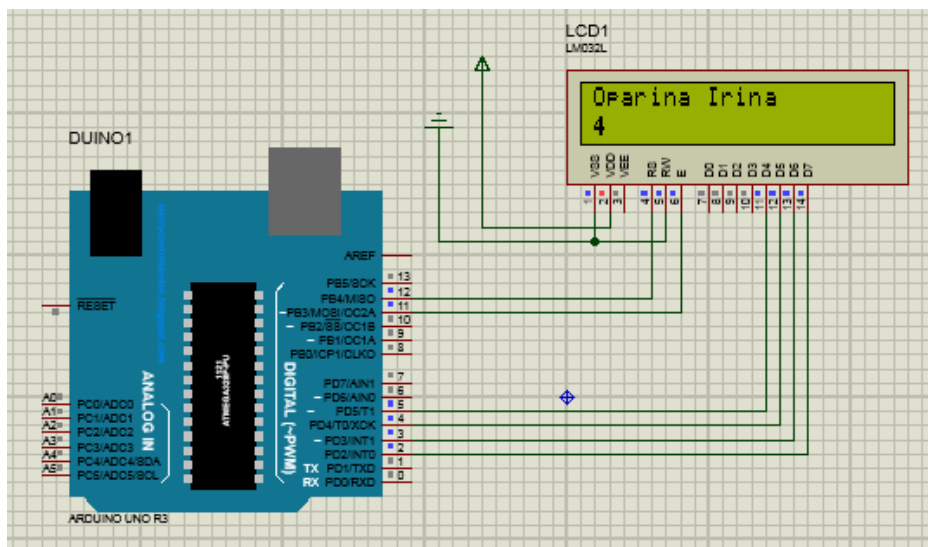 LCD1
LM032L
Oparina Irina
4
VSS
VDD
VEE
RS
RW
E
D0
D1
D2
D3
D4
D5
D6
D7
1
2
3
4
5
6
7
8
9
10
11
12
13
14
DUINO1
AREF
RESET
PB5/SCK
13
PB4/MISO
12
~PB3/MOSI/OC2A
11
~PB2/SS/OC1B
10
~PB1/OC1A
9
PB0/ICP1/CLKO
8
PD7/AIN1
7
~PD6/AIN0
6
~PD5/T1
5
PD4/T0/XCK
4
~PD3/INT1
3
PD2/INT0
2
TX PD1/TXD
1
RX PD0/RXD
0
DIGITAL (~PWM)
ANALOG IN
1121
A0
PC0/ADC0
A1
PC1/ADC1
A2
PC2/ADC2
A3
PC3/ADC3
A4
PC4/ADC4/SDA
A5
PC5/ADC5/SCL
ARDUINO UNO R3